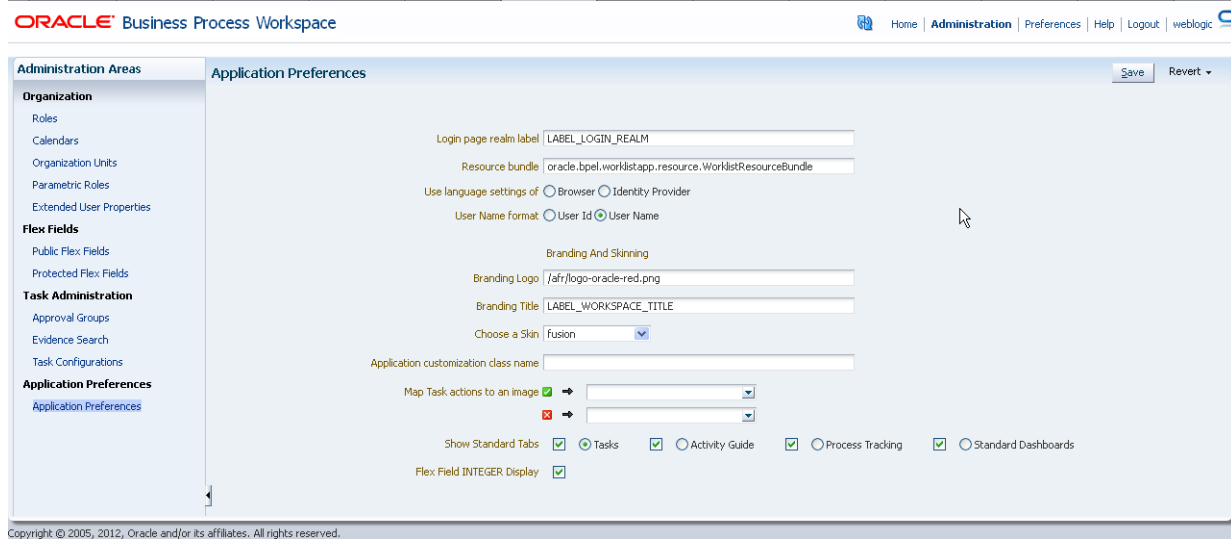 ORACLE Business Process Workspace
Home | Administration | Preferences | Help | Logout | weblogic
Administration Areas
Organization
Roles
Calendars
Organization Units
Parametric Roles
Extended User Properties
Flex Fields
Public Flex Fields
Protected Flex Fields
Task Administration
Approval Groups
Evidence Search
Task Configurations
Application Preferences
Application Preferences
Application Preferences
Save Revert
Login page realm label LABEL_LOGIN_REALM
Resource bundle oracle.bpel.worklistapp.resource.WorklistResourceBundle
Use language settings of Browser Identity Provider
User Name format User Id User Name
Branding And Skinning
Branding Logo /afr/logo-oracle-red.png
Branding Title LABEL_WORKSPACE_TITLE
Choose a Skin fusion
Application customization class name
Map Task actions to an image
Show Standard Tabs Tasks Activity Guide Process Tracking Standard Dashboards
Flex Field INTEGER Display
Copyright © 2005, 2012, Oracle and/or its affiliates. All rights reserved.